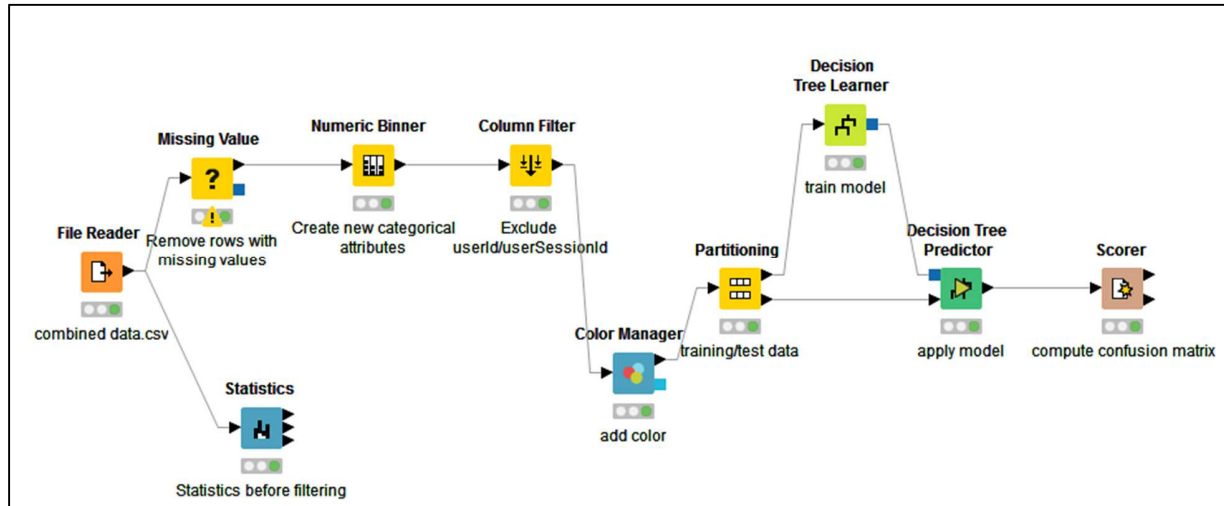 File Reader
combined data.csv
Missing Value
?
Remove rows with
missing values
Statistics
Statistics before filtering
Numeric Binner
Create new categorical
attributes
Column Filter
Exclude
userId/userSessionId
Color Manager
add color
Partitioning
training/test data
Decision
Tree Learner
train model
Decision Tree
Predictor
apply model
Scorer
compute confusion matrix